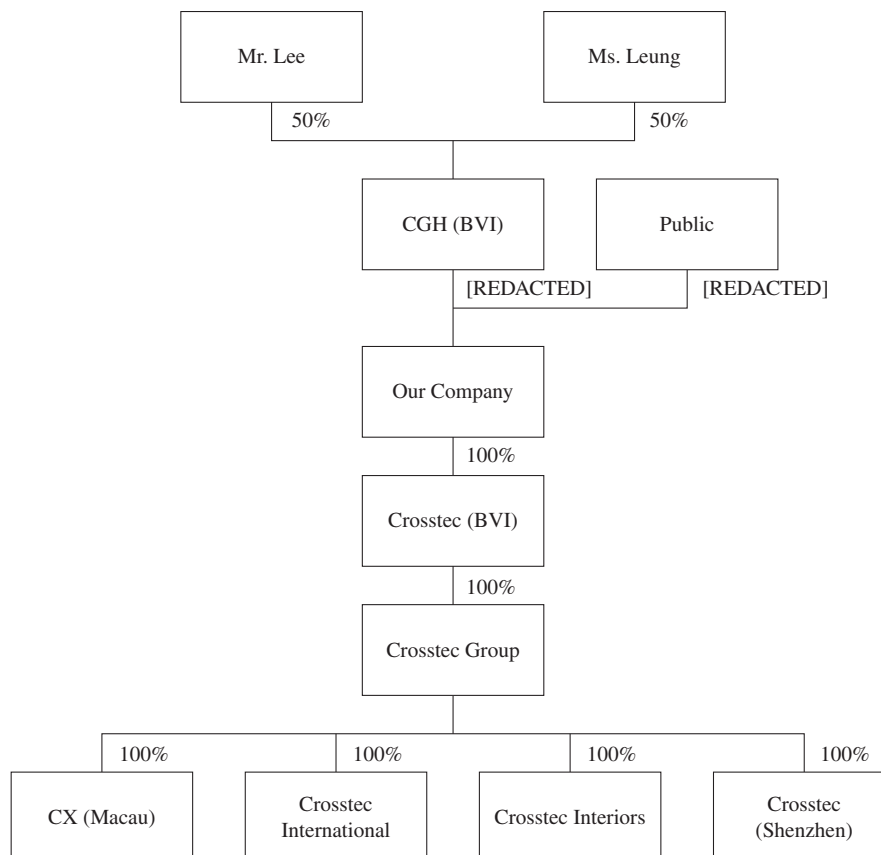 Mr. Lee
Ms. Leung
50%
50%
CGH (BVI)
Public
[REDACTED]
[REDACTED]
Our Company
100%
Crosstec (BVI)
100%
Crosstec Group
100%
100%
100%
100%
CX (Macau)
Crosstec
International
Crosstec Interiors
Crosstec
(Shenzhen)